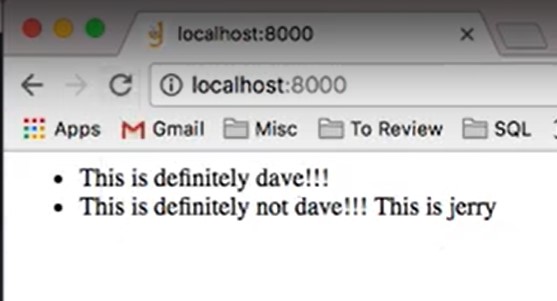 localhost:8000
localhost:8000
Apps Gmail Misc To Review SQL
This is definitely dave!!!
This is definitely not dave!!! This is jerry